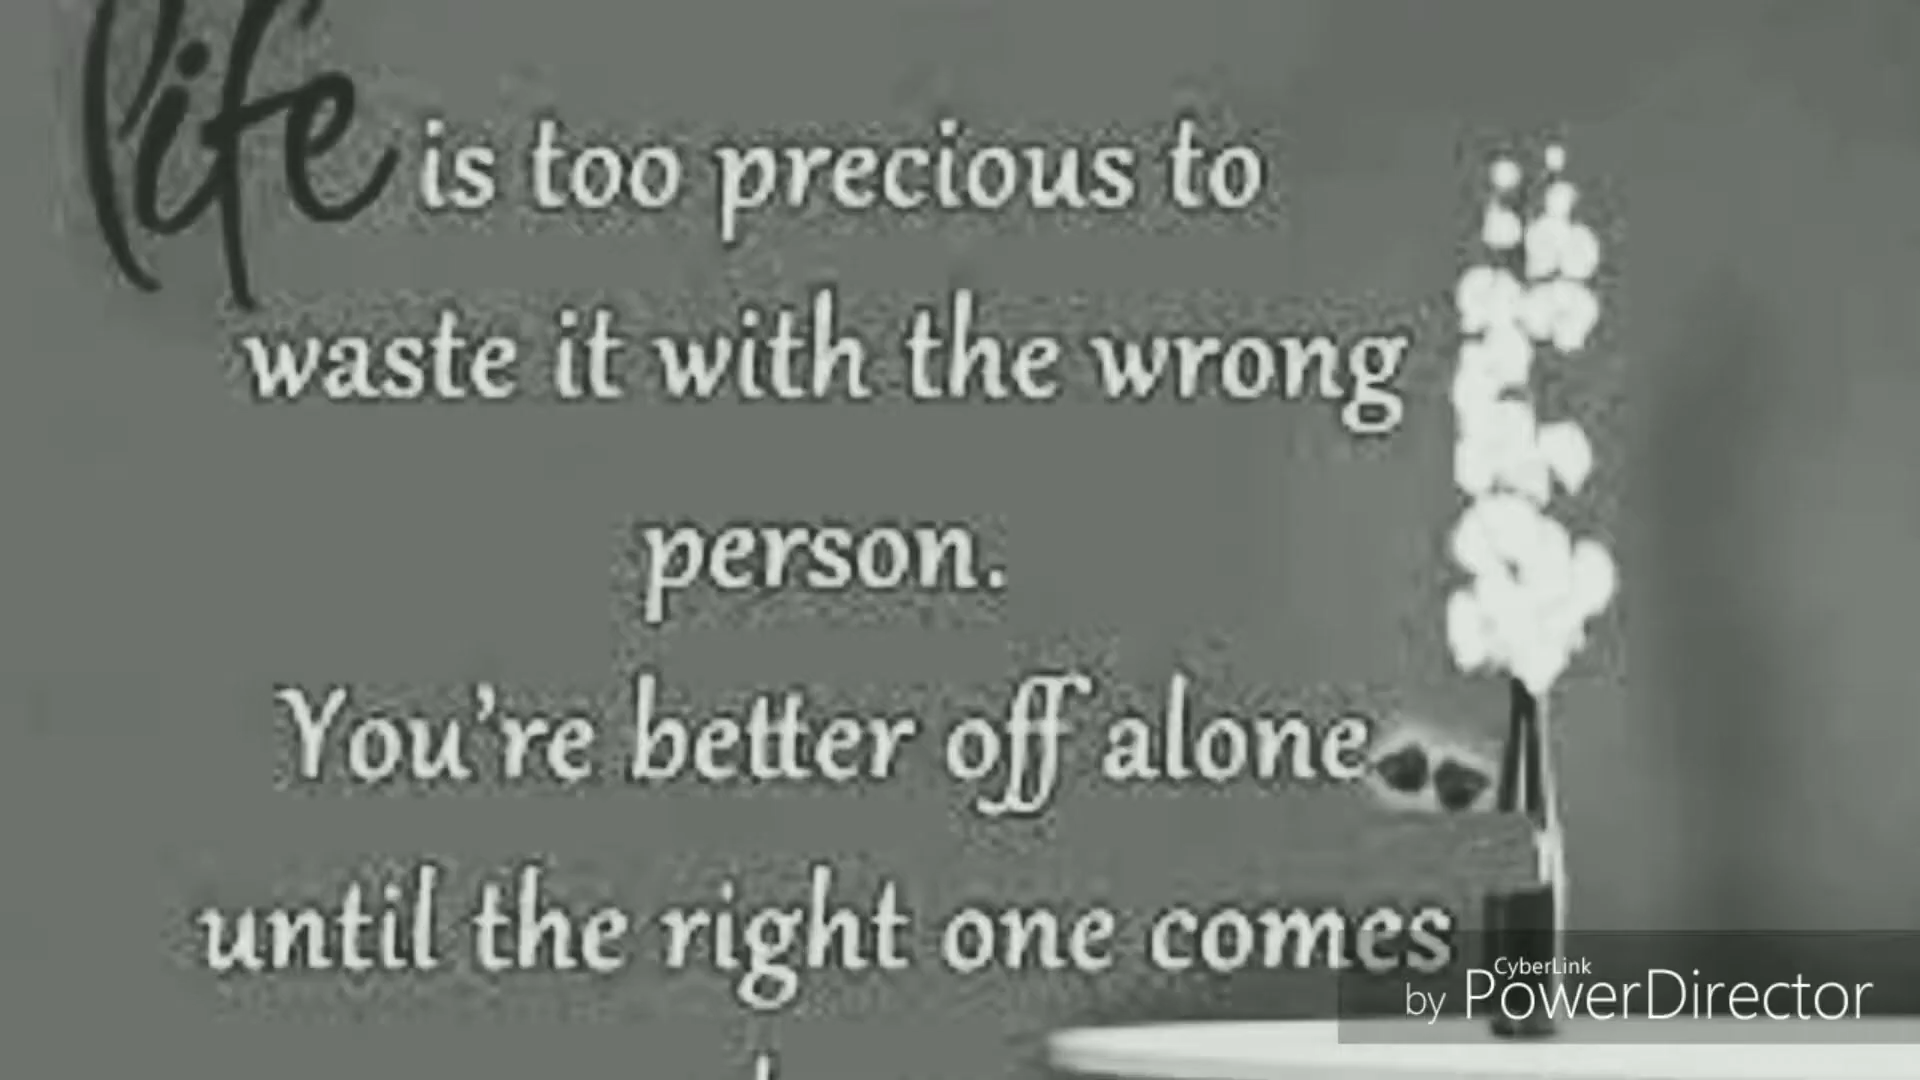 life is too precious to
waste it with the wrong
person.
You're better off alone
until the right one comes
CyberLink
by PowerDirector